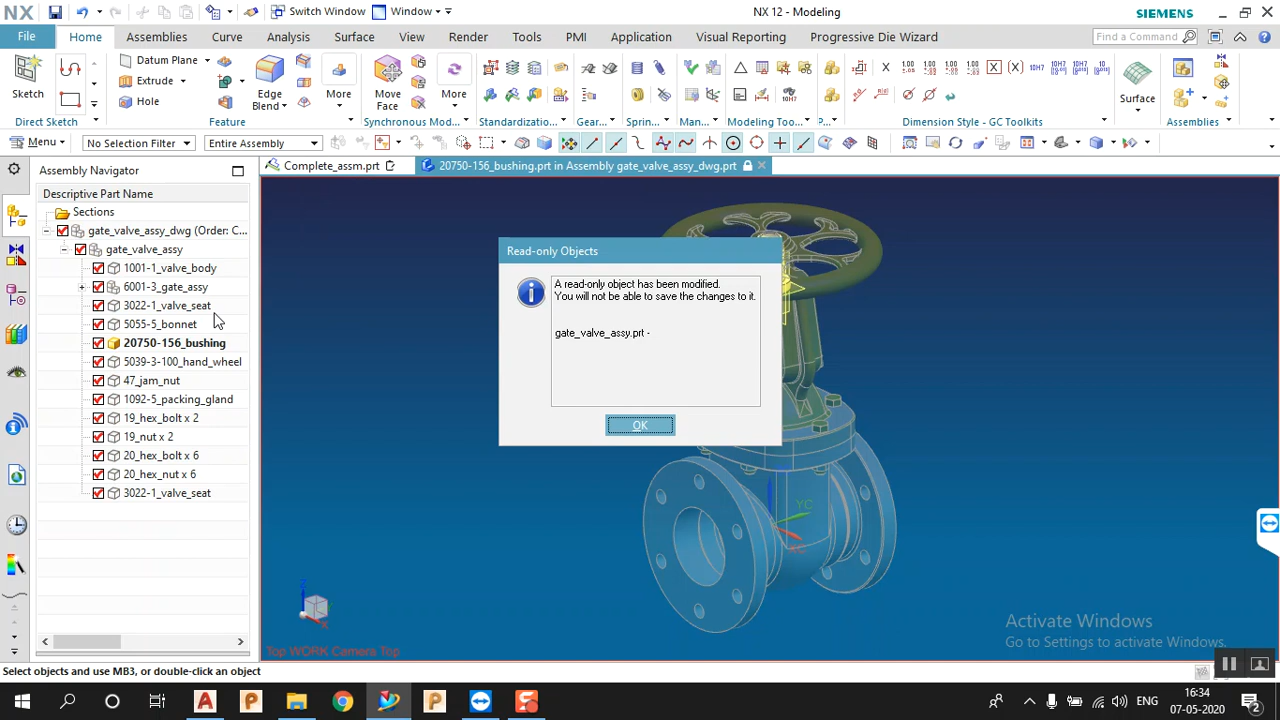 NX
Switch Window
Window
NX 12 - Modeling
SIEMENS
File
Home
Assemblies
Curve
Analysis
Surface
View
Render
Tools
PMI
Application
Visual Reporting
Progressive Die Wizard
Find a Command
Sketch
Datum Plane
Extrude
Hole
Edge
Blend
More
Move
Face
More
Surface
Direct Sketch
Feature
Synchronous Mod...
Standardization...
Gear...
Sprin...
Man...
Modeling Too...
P...
Dimension Style - GC Toolkits
Assemblies
Menu
No Selection Filter
Entire Assembly
Complete_assm.prt
20750-156_bushing.prt in Assembly gate_valve_assy_dwg.prt
Assembly Navigator
Descriptive Part Name
Sections
gate_valve_assy_dwg (Order: C...
gate_valve_assy
1001-1_valve_body
6001-3_gate_assy
3022-1_valve_seat
5055-5_bonnet
20750-156_bushing
5039-3-100_hand_wheel
47_jam_nut
1092-5_packing_gland
19_hex_bolt x 2
19_nut x 2
20_hex_bolt x 6
20_hex_nut x 6
3022-1_valve_seat
Read-only Objects
A read-only object has been modified.
You will not be able to save the changes to it.
gate_valve_assy.prt -
OK
YC
Z
X
Top WORK Camera Top
Activate Windows
Go to Settings to activate Windows.
Select objects and use MB3, or double-click an object
ENG
16:34
07-05-2020
2